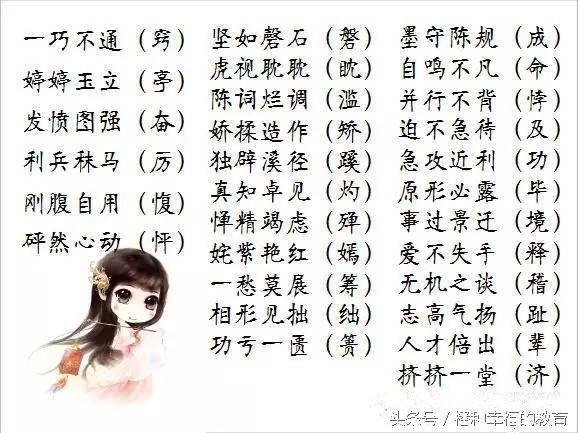 一巧不通（窍）
婷婷玉立（亭）
发愤图强（奋）
利兵秣马（厉）
刚腹自用（愎）
砰然心动（怦）
坚如磬石（磐）
虎视耽耽（眈）
陈词烂调（滥）
娇揉造作（矫）
独辟溪径（蹊）
真知卓见（灼）
惮精竭虑（殚）
姹紫艳红（嫣）
一愁莫展（筹）
相形见拙（绌）
功亏一匮（篑）
墨守陈规（成）
自鸣不凡（命）
并行不背（悖）
迫不急待（及）
急攻近利（功）
原形必露（毕）
事过景迁（境）
爱不失手（释）
无机之谈（稽）
志高气扬（趾）
人才倍出（辈）
挤挤一堂（济）
头条号／幸福的教育